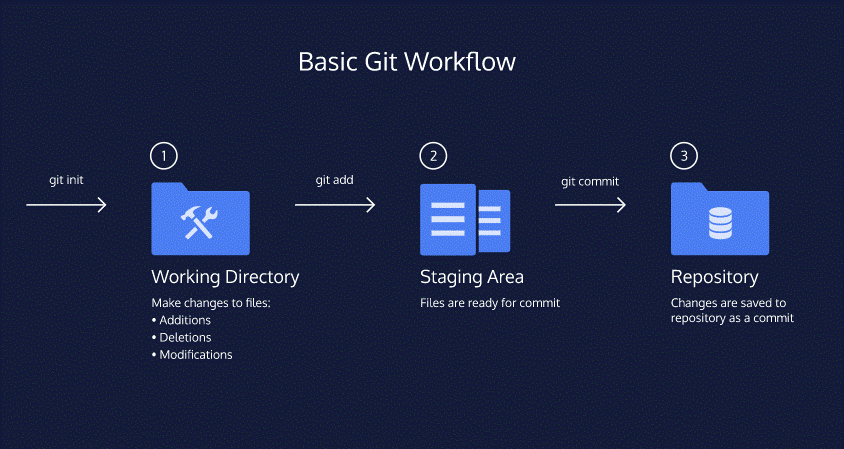 Basic Git Workflow
git init
1
Working Directory
Make changes to files:
• Additions
• Deletions
• Modifications
git add
2
Staging Area
Files are ready for commit
git commit
3
Repository
Changes are saved to
repository as a commit